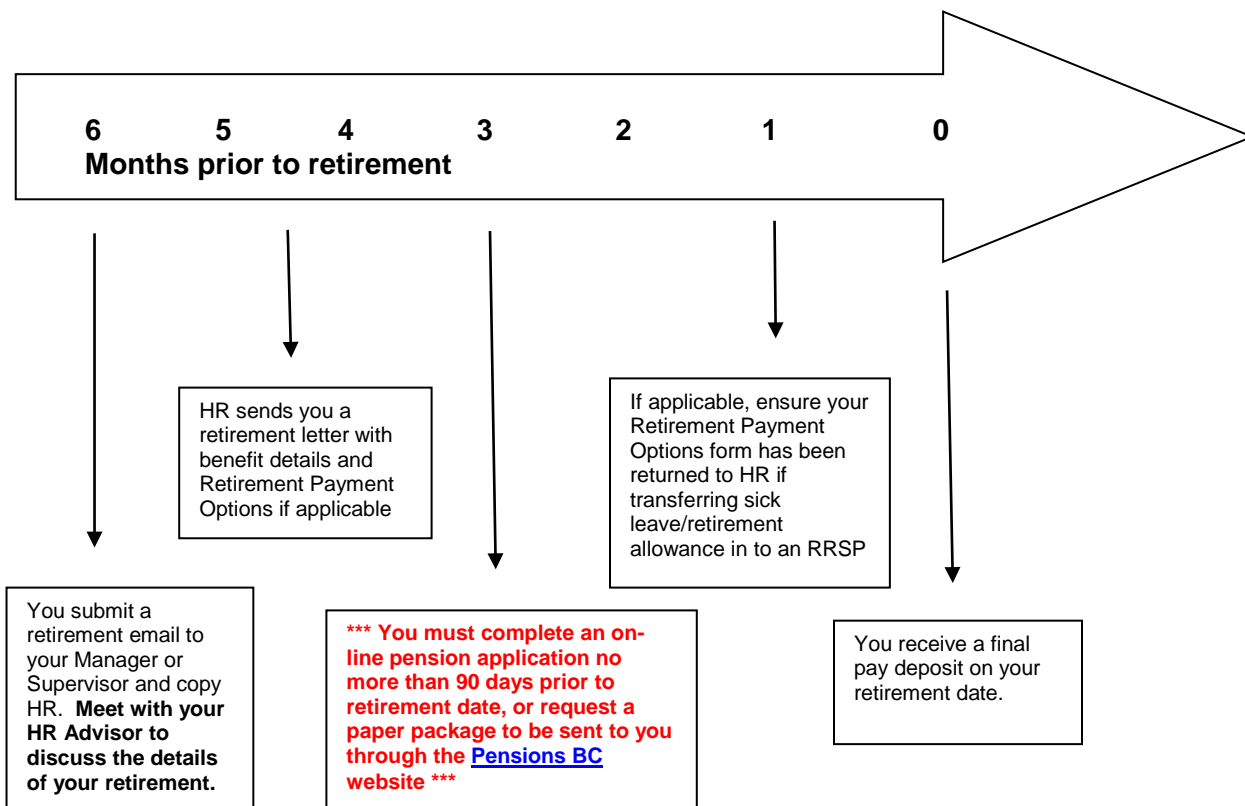 6 5 4 3 2 1 0
Months prior to retirement
HR sends you a
retirement letter with
benefit details and
Retirement Payment
Options if applicable
If applicable, ensure your
Retirement Payment
Options form has been
returned to HR if
transferring sick
leave/retirement
allowance in to an RRSP
You submit a
retirement email to
your Manager or
Supervisor and copy
HR. Meet with your
HR Advisor to
discuss the details
of your retirement.
*** You must complete an on-
line pension application no
more than 90 days prior to
retirement date, or request a
paper package to be sent to you
through the Pensions BC
website ***
You receive a final
pay deposit on your
retirement date.